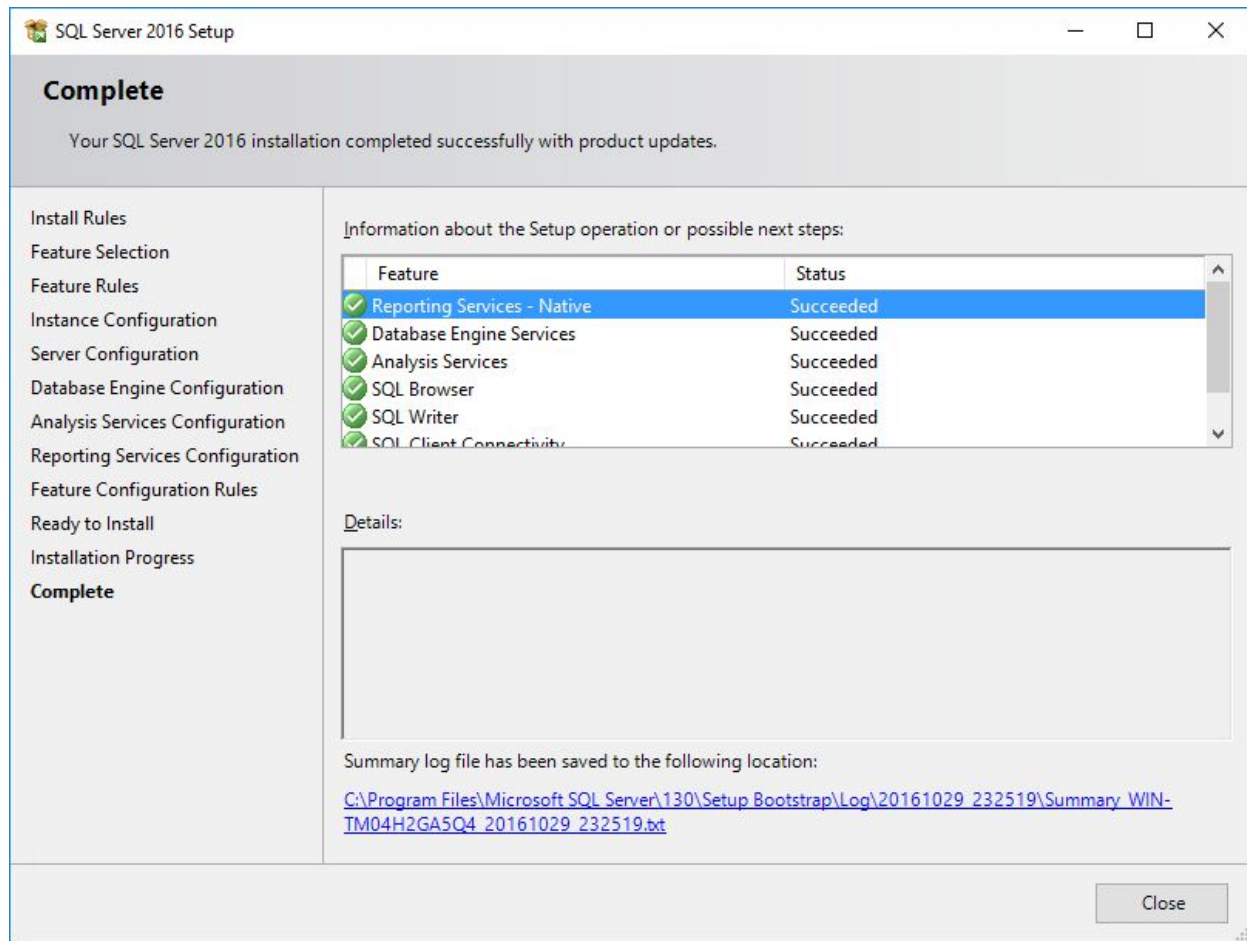 SQL Server 2016 Setup
Complete
Your SQL Server 2016 installation completed successfully with product updates.
Install Rules
Feature Selection
Feature Rules
Instance Configuration
Server Configuration
Database Engine Configuration
Analysis Services Configuration
Reporting Services Configuration
Feature Configuration Rules
Ready to Install
Installation Progress
Complete
Information about the Setup operation or possible next steps:
Feature Status
Reporting Services - Native Succeeded
Database Engine Services Succeeded
Analysis Services Succeeded
SQL Browser Succeeded
SQL Writer Succeeded
SQL Client Connectivity Succeeded
Details:
Summary log file has been saved to the following location:
C:\Program Files\Microsoft SQL Server\130\Setup Bootstrap\Log\20161029_232519\Summary_WIN-
TM04H2GA5Q4_20161029_232519.txt
Close